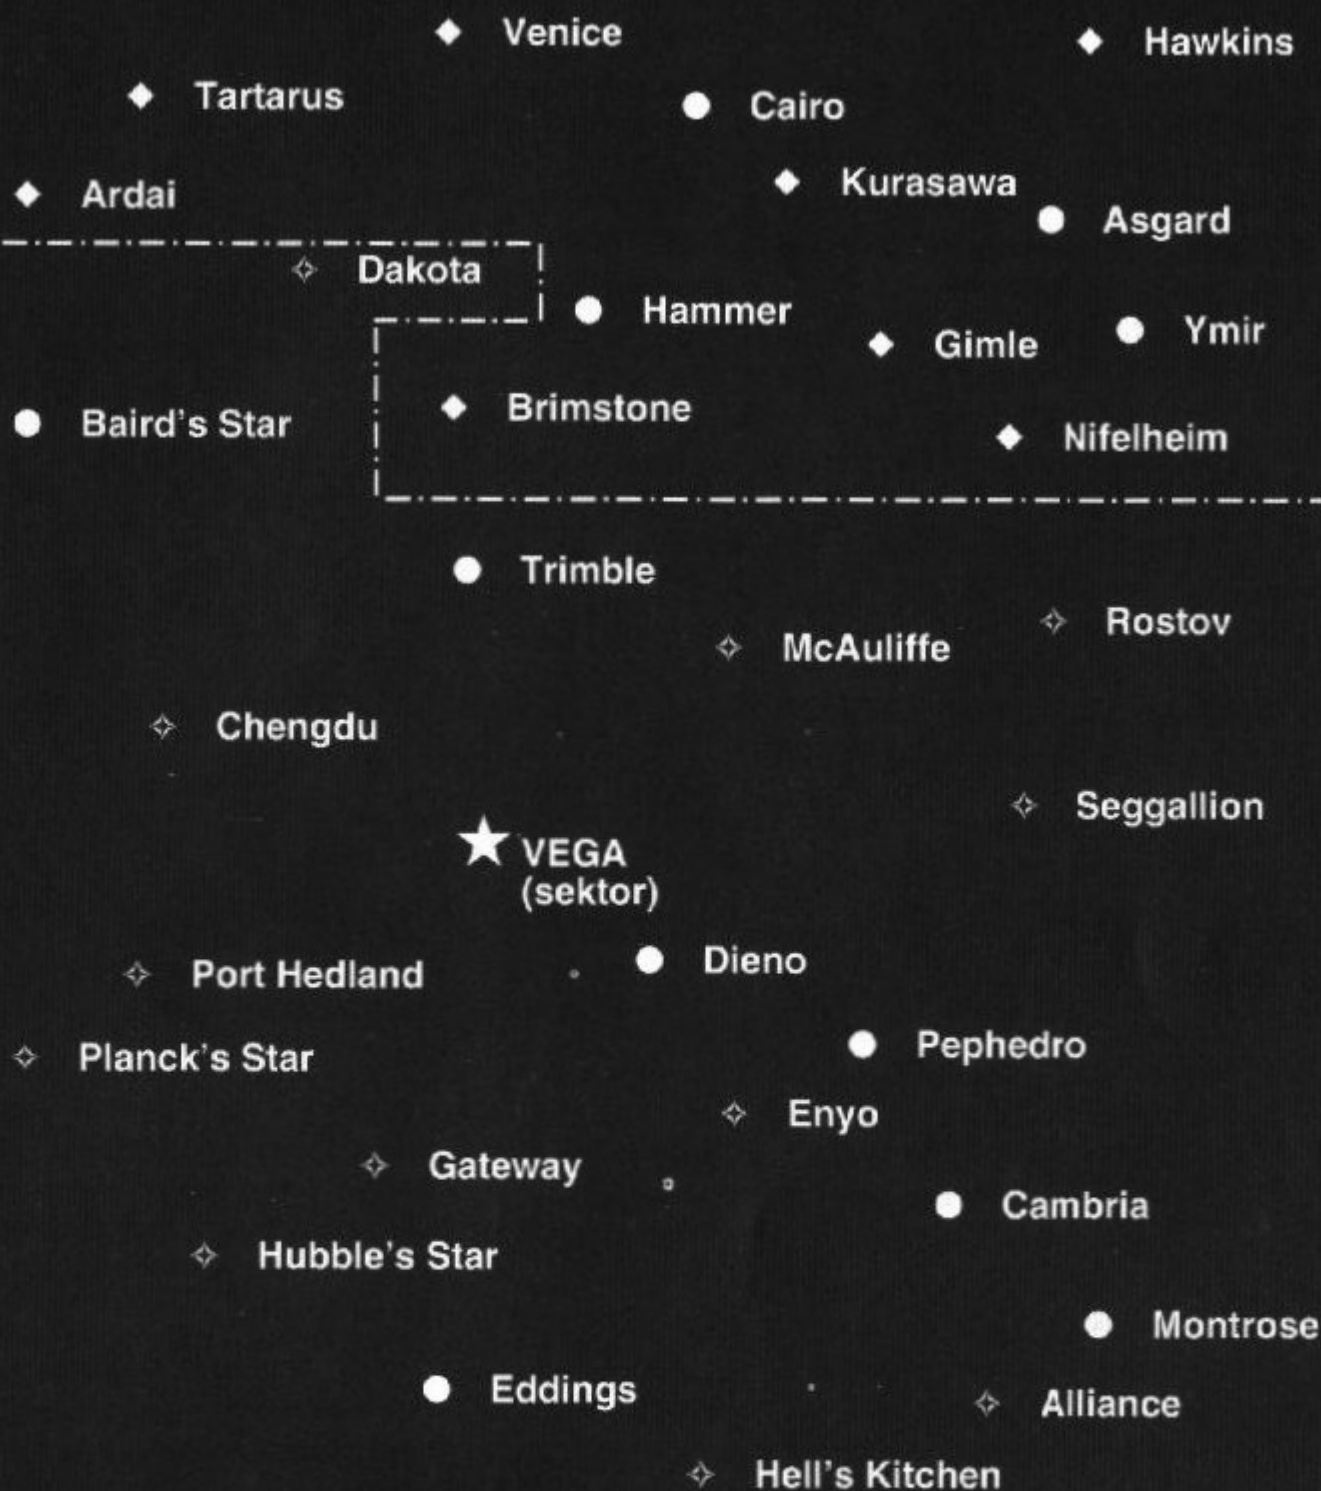 Venice
Hawkins
Tartarus
Cairo
Kurasawa
Ardai
Asgard
Dakota
Hammer
Ymir
Gimle
Brimstone
Baird's Star
Nifelheim
Trimble
Rostov
McAuliffe
Chengdu
Seggallion
VEGA
(sektor)
Dieno
Port Hedland
Pephedro
Planck's Star
Enyo
Gateway
Cambria
Hubble's Star
Montrose
Eddings
Alliance
Hell's Kitchen